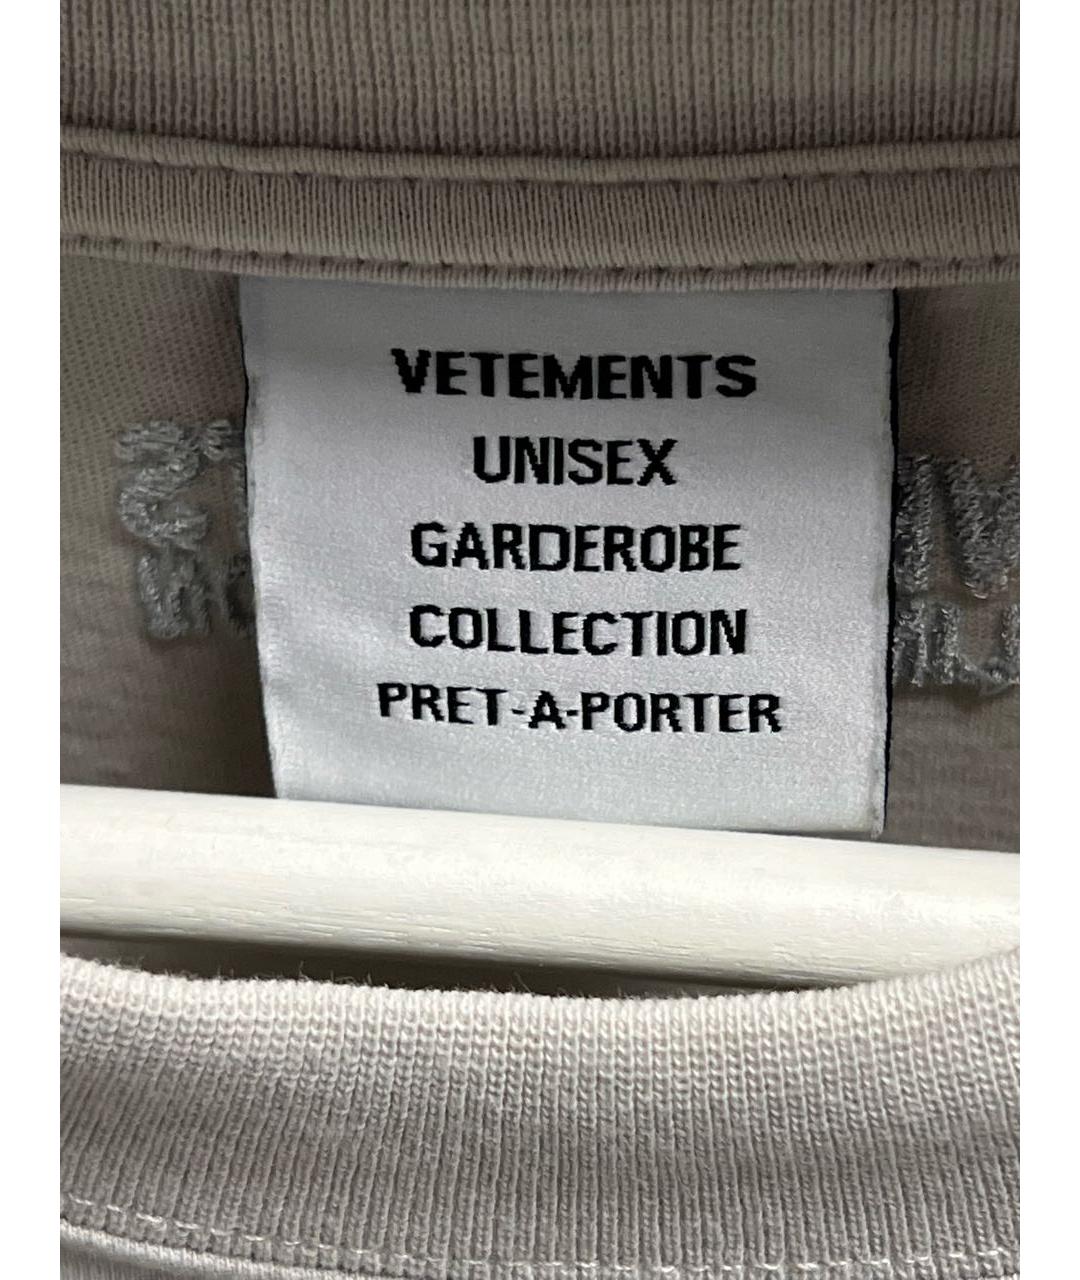 VETEMENTS
UNISEX
GARDEROBE
COLLECTION
PRET-A-PORTER